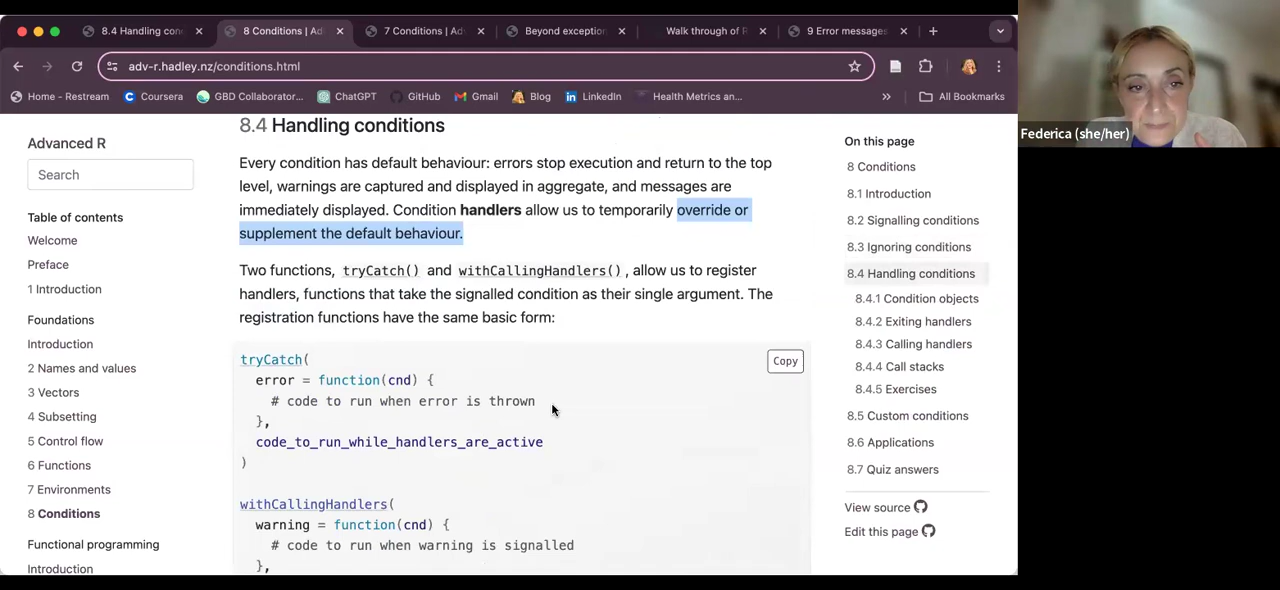 8.4 Handling con
8 Conditions | Ad
7 Conditions | Ad
Beyond exception
Walk through of R
9 Error messages
adv-r.hadley.nz/conditions.html
Home - Restream
Coursera
GBD Collaborator...
ChatGPT
GitHub
Gmail
Blog
LinkedIn
Health Metrics an...
»
All Bookmarks
Federica (she/her)
Advanced R
Search
Table of contents
Welcome
Preface
1 Introduction
Foundations
Introduction
2 Names and values
3 Vectors
4 Subsetting
5 Control flow
6 Functions
7 Environments
8 Conditions
Functional programming
Introduction
8.4 Handling conditions
Every condition has default behaviour: errors stop execution and return to the top
level, warnings are captured and displayed in aggregate, and messages are
immediately displayed. Condition handlers allow us to temporarily override or
supplement the default behaviour.
Two functions, tryCatch() and withCallingHandlers(), allow us to register
handlers, functions that take the signalled condition as their single argument. The
registration functions have the same basic form:
Copy
tryCatch(
  error = function(cnd) {
    # code to run when error is thrown
  },
  code_to_run_while_handlers_are_active
)
withCallingHandlers(
  warning = function(cnd) {
    # code to run when warning is signalled
  },
On this page
8 Conditions
8.1 Introduction
8.2 Signalling conditions
8.3 Ignoring conditions
8.4 Handling conditions
8.4.1 Condition objects
8.4.2 Exiting handlers
8.4.3 Calling handlers
8.4.4 Call stacks
8.4.5 Exercises
8.5 Custom conditions
8.6 Applications
8.7 Quiz answers
View source
Edit this page